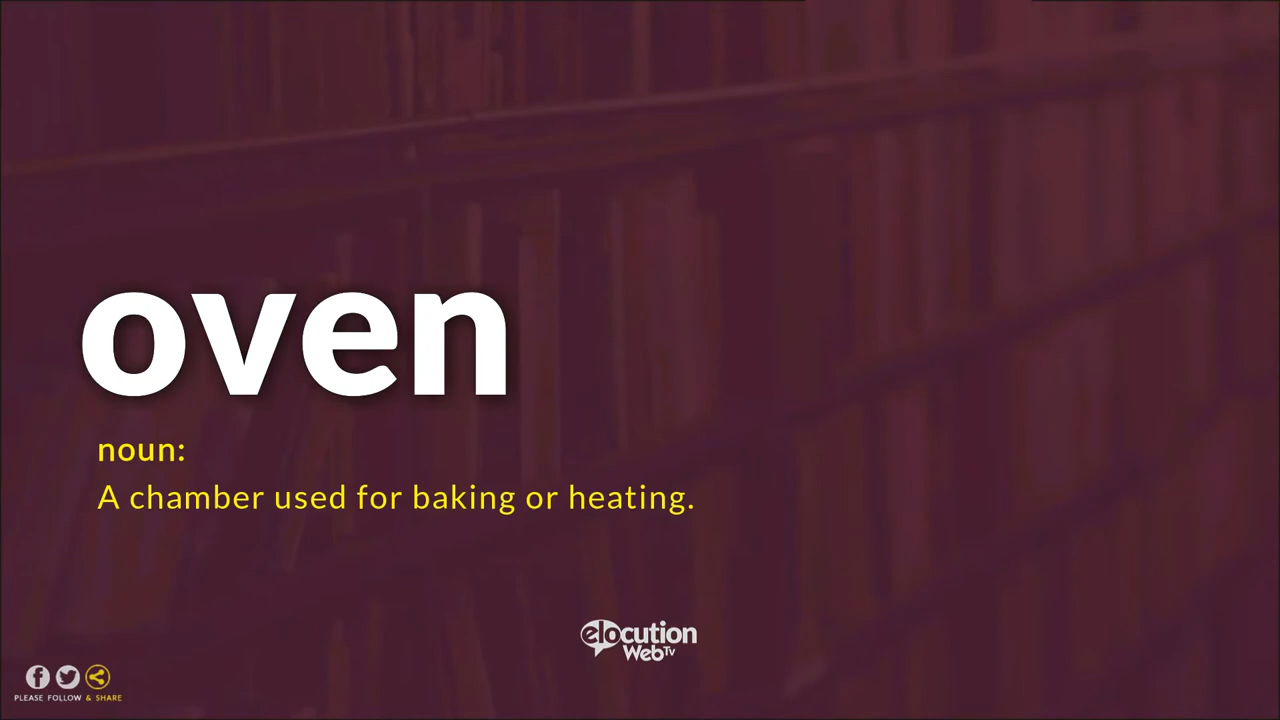 oven
noun:
A chamber used for baking or heating.
elocution
WebTv
PLEASE FOLLOW & SHARE